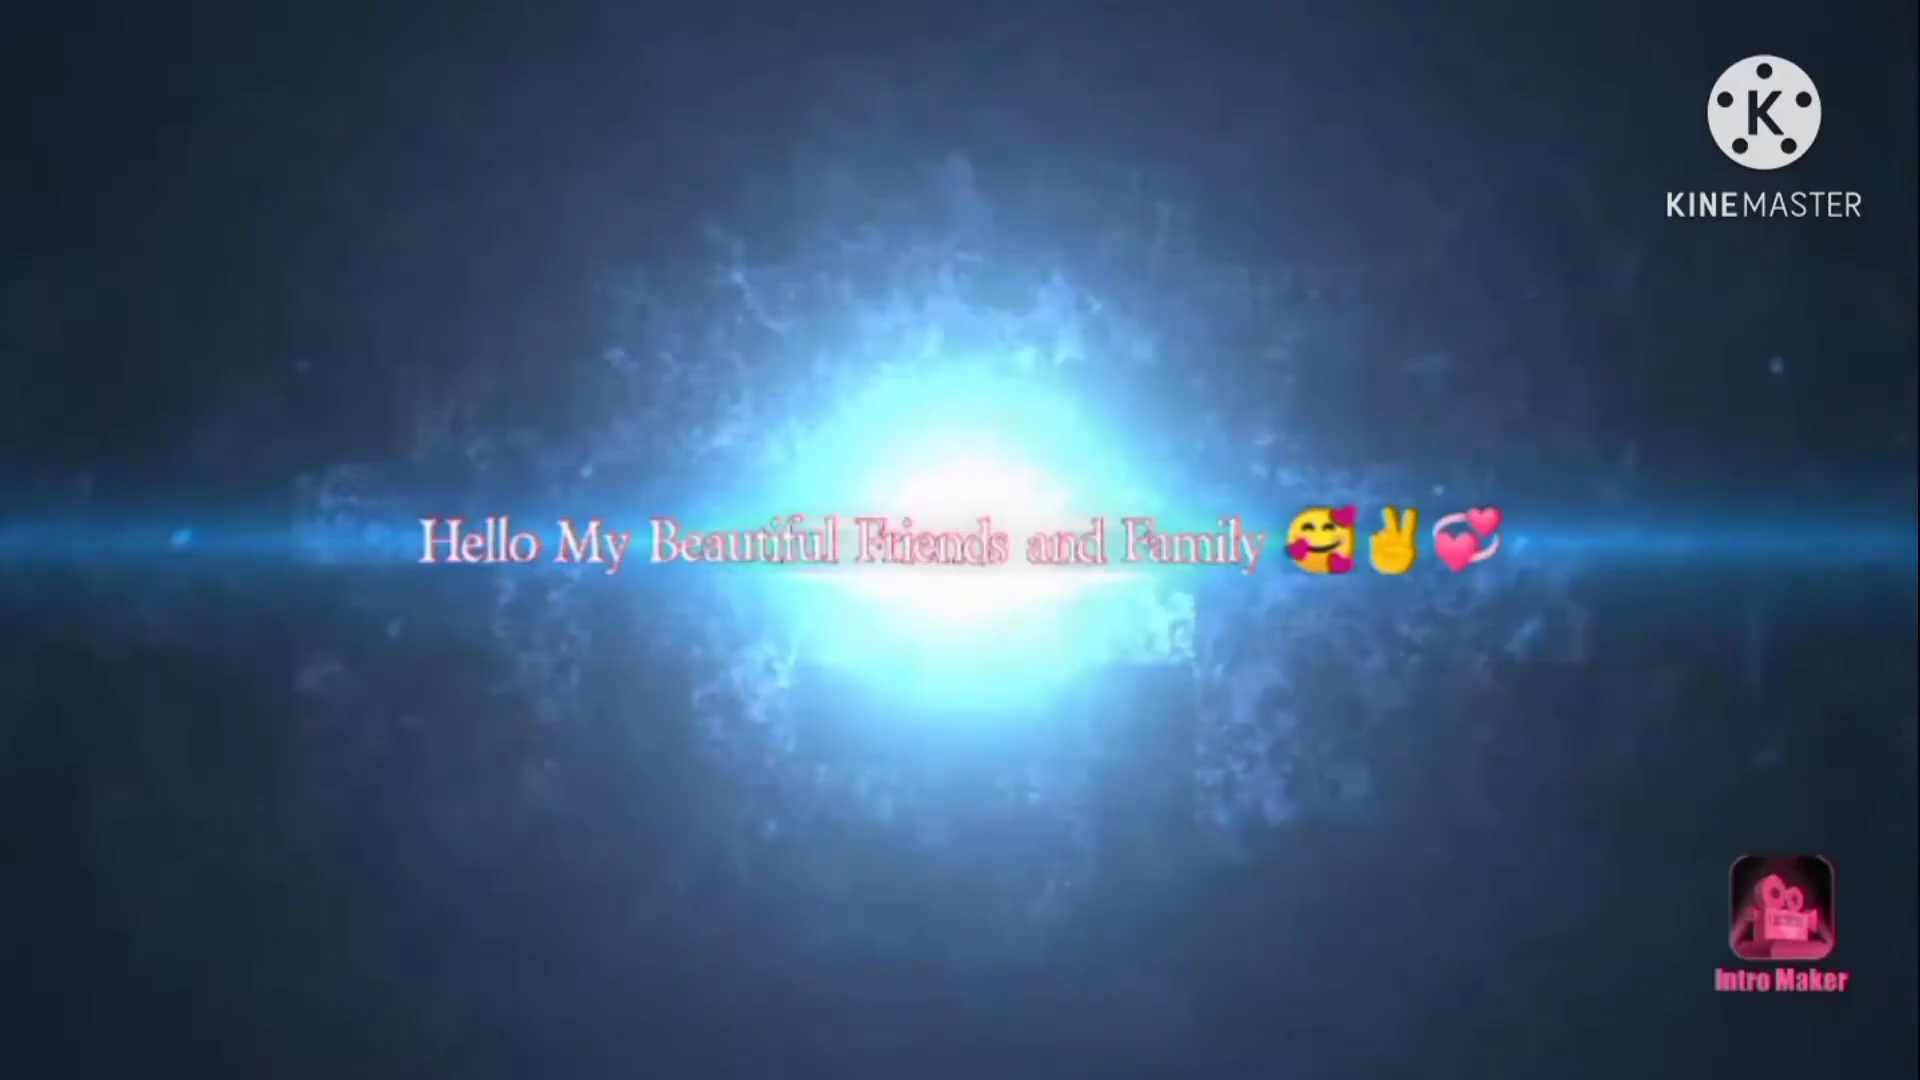 K
KINEMASTER
Hello My Beautiful Friends and Family 🥰✌️💞
Intro Maker